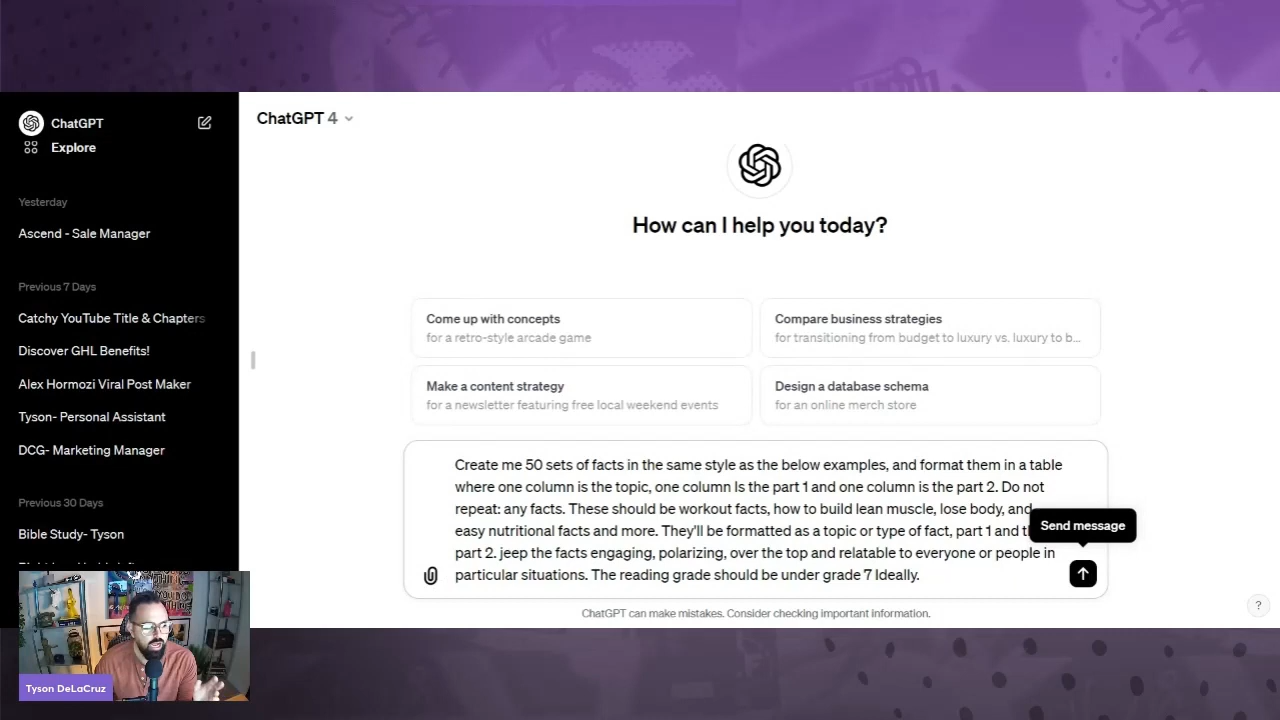 ChatGPT
Explore
Yesterday
Ascend - Sale Manager
Previous 7 Days
Catchy YouTube Title & Chapters
Discover GHL Benefits!
Alex Hormozi Viral Post Maker
Tyson- Personal Assistant
DCG- Marketing Manager
Previous 30 Days
Bible Study- Tyson
Tyson DeLaCruz
ChatGPT 4
How can I help you today?
Come up with concepts
for a retro-style arcade game
Compare business strategies
for transitioning from budget to luxury vs. luxury to b...
Make a content strategy
for a newsletter featuring free local weekend events
Design a database schema
for an online merch store
Create me 50 sets of facts in the same style as the below examples, and format them in a table
where one column is the topic, one column Is the part 1 and one column is the part 2. Do not
repeat: any facts. These should be workout facts, how to build lean muscle, lose body, and
easy nutritional facts and more. They'll be formatted as a topic or type of fact, part 1 and
part 2. jeep the facts engaging, polarizing, over the top and relatable to everyone or people in
particular situations. The reading grade should be under grade 7 Ideally.
Send message
ChatGPT can make mistakes. Consider checking important information.
?